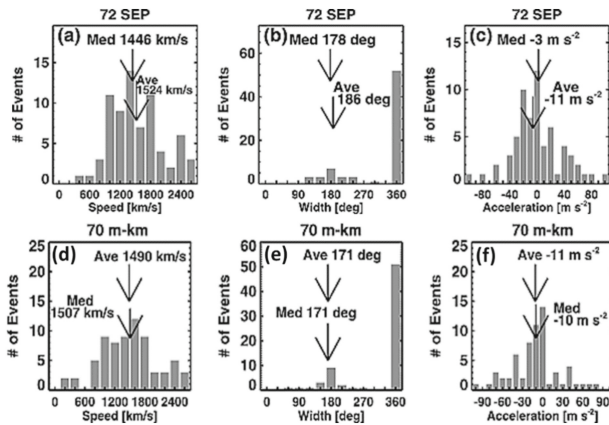 72 SEP
72 SEP
72 SEP
(a)
Med 1446 km/s
Ave
1524 km/s
# of Events
15
10
5
0
0 600 1200 1800 2400
Speed [km/s]
(b)
Med 178 deg
Ave
186 deg
# of Events
60
40
20
0
0 90 180 270 360
Width [deg]
(c)
Med -3 m s⁻²
Ave
-11 m s⁻²
# of Events
10
5
0
-80 -40 0 40 80
Acceleration [m s⁻²]
70 m-km
70 m-km
70 m-km
(d)
Ave 1490 km/s
Med
1507 km/s
# of Events
25
20
15
10
5
0
0 600 1200 1800 2400
Speed [km/s]
(e)
Ave 171 deg
Med 171 deg
# of Events
60
40
20
0
0 90 180 270 360
Width [deg]
(f)
Ave -11 m s⁻²
Med
-10 m s⁻²
# of Events
25
20
15
10
5
0
-90 -60 -30 0 30 60 90
Acceleration [m s⁻²]